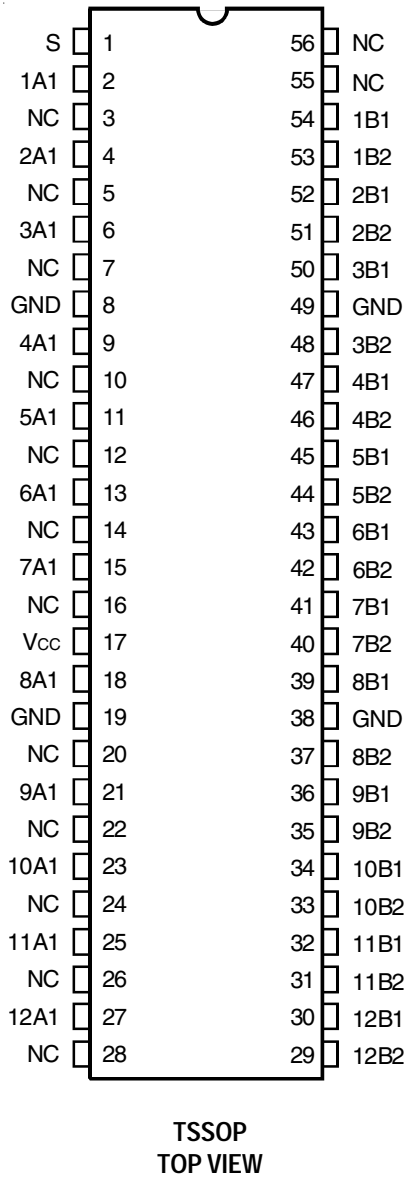 S 1 56 NC
1A1 2 55 NC
NC 3 54 1B1
2A1 4 53 1B2
NC 5 52 2B1
3A1 6 51 2B2
NC 7 50 3B1
GND 8 49 GND
4A1 9 48 3B2
NC 10 47 4B1
5A1 11 46 4B2
NC 12 45 5B1
6A1 13 44 5B2
NC 14 43 6B1
7A1 15 42 6B2
NC 16 41 7B1
VCC 17 40 7B2
8A1 18 39 8B1
GND 19 38 GND
NC 20 37 8B2
9A1 21 36 9B1
NC 22 35 9B2
10A1 23 34 10B1
NC 24 33 10B2
11A1 25 32 11B1
NC 26 31 11B2
12A1 27 30 12B1
NC 28 29 12B2
TSSOP
TOP VIEW